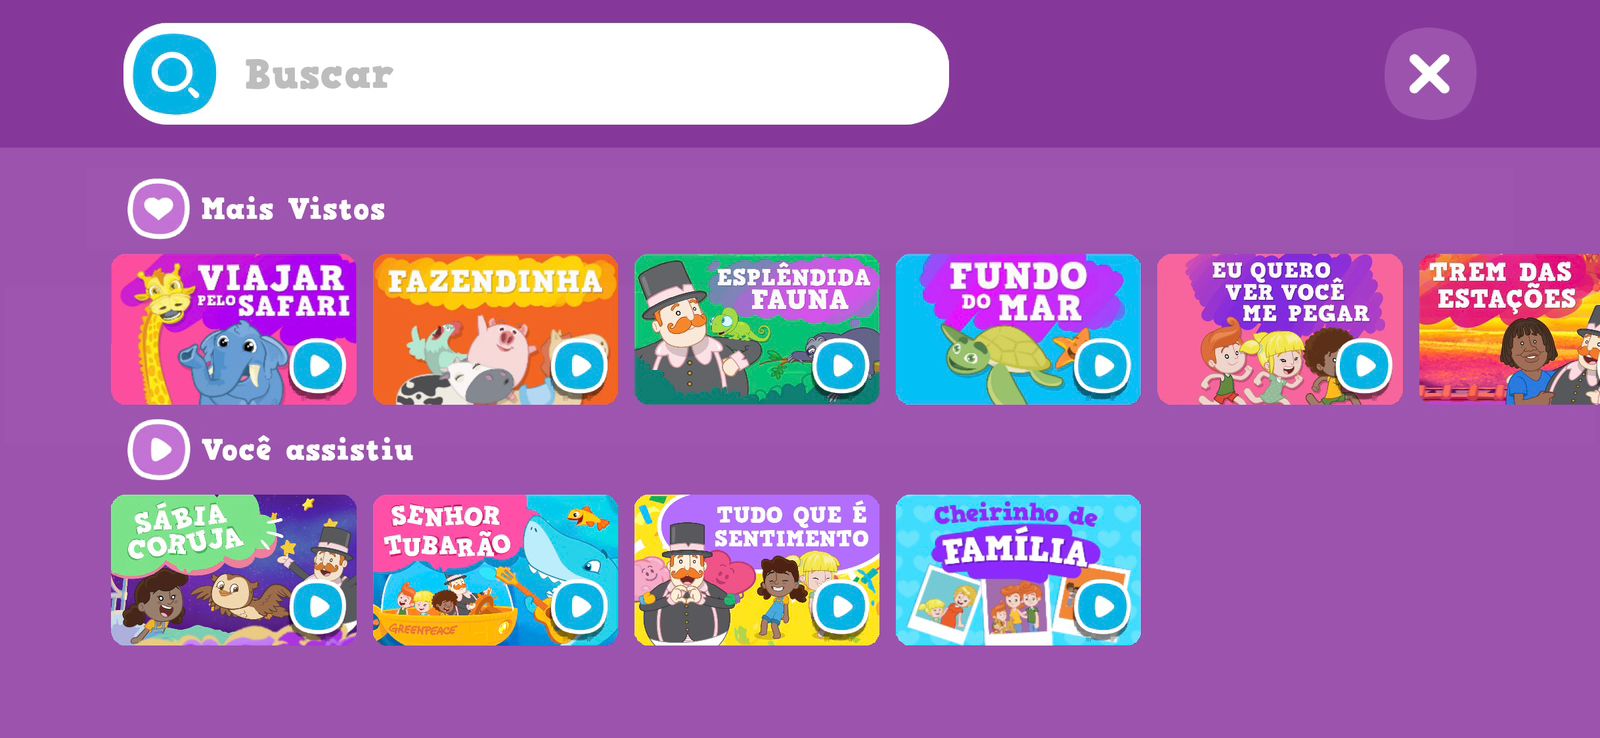 Buscar
Mais Vistos
VIAJAR
PELO SAFARI
FAZENDINHA
ESPLÊNDIDA
FAUNA
FUNDO
DO MAR
EU QUERO
VER VOCÊ
ME PEGAR
TREM DAS
ESTAÇÕES
Você assistiu
SÁBIA
CORUJA
SENHOR
TUBARÃO
GREENPEACE
TUDO QUE É
SENTIMENTO
Cheirinho de
FAMÍLIA